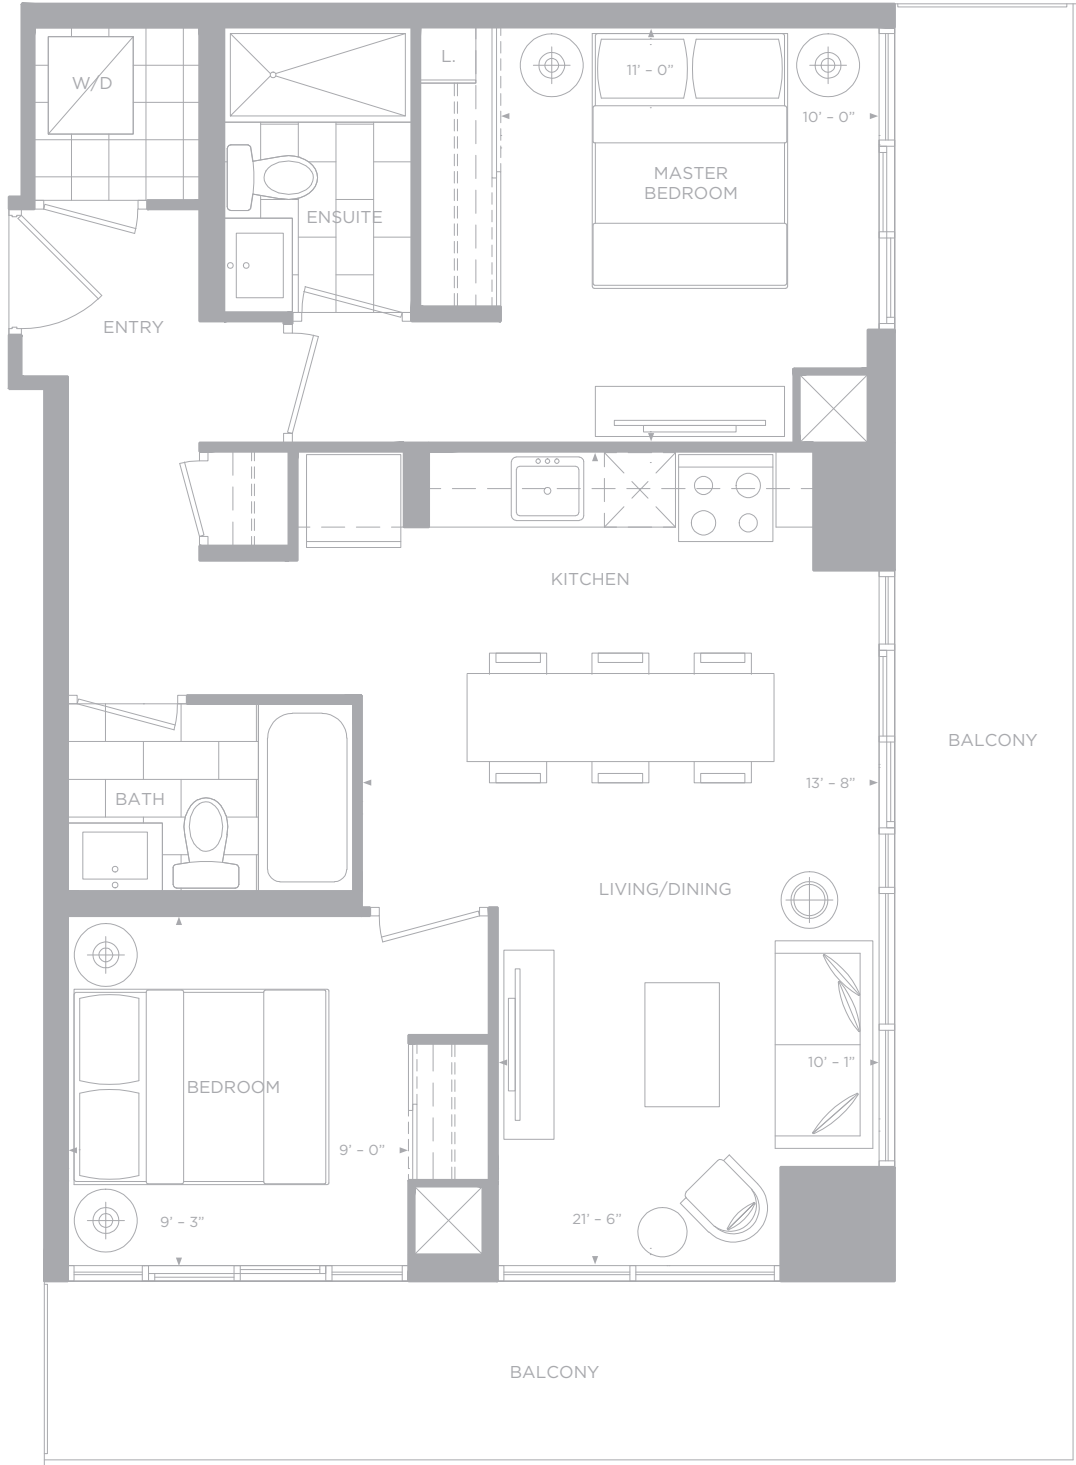 W/D
L.
11’ – 0”
10’ – 0”
MASTER
BEDROOM
ENSUITE
ENTRY
KITCHEN
BALCONY
13’ – 8”
BATH
LIVING/DINING
10’ – 1”
BEDROOM
9’ – 0”
9’ – 3”
21’ – 6”
BALCONY